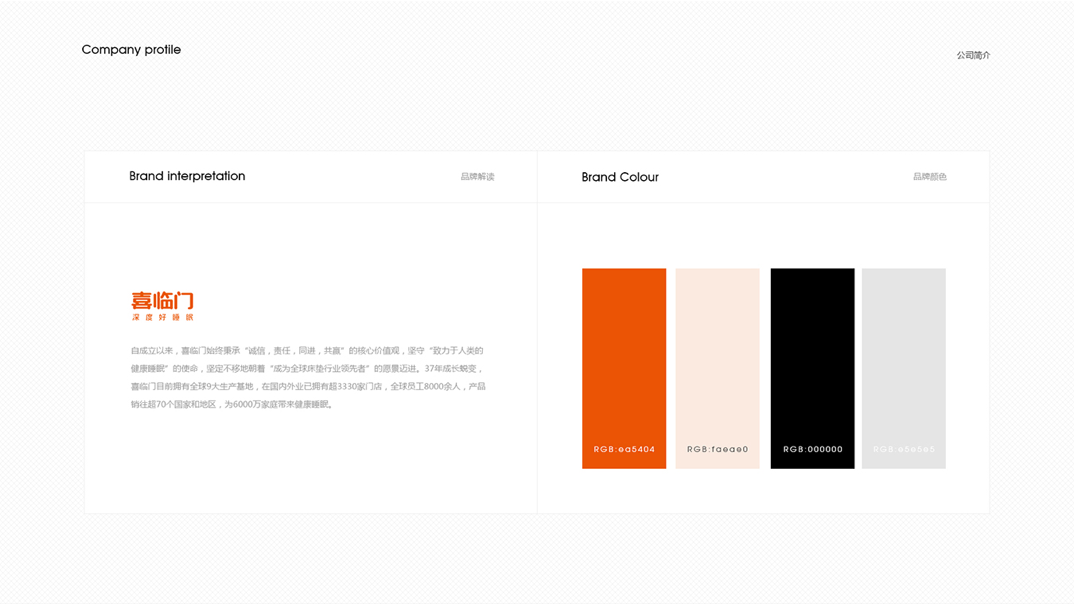 Company profile
公司简介
Brand interpretation
品牌解读
Brand Colour
品牌颜色
喜临门
深度好睡眠
自成立以来，喜临门始终秉承“诚信，责任，同进，共赢”的核心价值观，坚守“致力于人类的
健康睡眠”的使命，坚定不移地朝着“成为全球床垫行业领先者”的愿景迈进。37年成长蜕变，
喜临门目前拥有全球9大生产基地，在国内外业已拥有超3330家门店，全球员工8000余人，产品
销往超70个国家和地区，为6000万家庭带来健康睡眠。
RGB:ea5404
RGB:faeae0
RGB:000000
RGB:e5e5e5